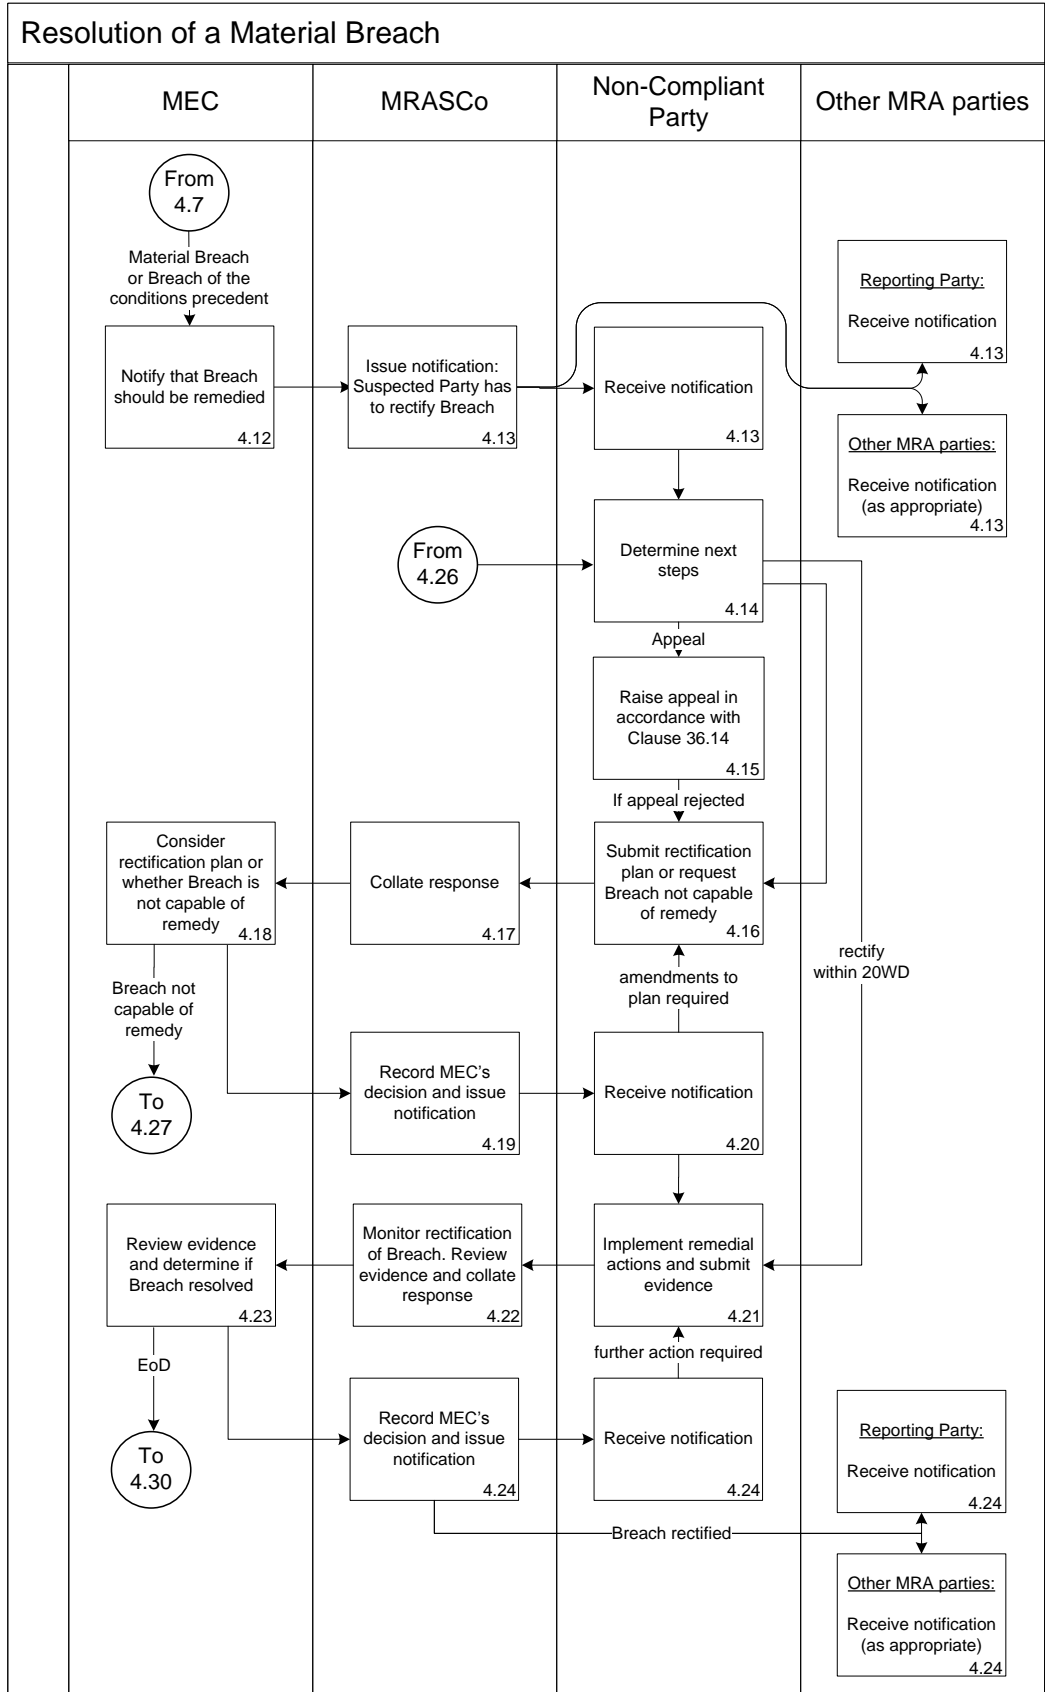 Resolution of a Material Breach
MEC
MRASCo
Non-Compliant
Party
Other MRA parties
From
4.7
Material Breach
or Breach of the
conditions precedent
Notify that Breach
should be remedied
4.12
Issue notification:
Suspected Party has
to rectify Breach
4.13
Receive notification
4.13
Reporting Party:
Receive notification
4.13
Other MRA parties:
Receive notification
(as appropriate)
4.13
From
4.26
Determine next
steps
4.14
Appeal
Raise appeal in
accordance with
Clause 36.14
4.15
If appeal rejected
Consider
rectification plan or
whether Breach is
not capable of
remedy
4.18
Collate response
4.17
Submit rectification
plan or request
Breach not capable
of remedy
4.16
rectify
within 20WD
Breach not
capable of
remedy
amendments to
plan required
To
4.27
Record MEC's
decision and issue
notification
4.19
Receive notification
4.20
Review evidence
and determine if
Breach resolved
4.23
Monitor rectification
of Breach. Review
evidence and collate
response
4.22
Implement remedial
actions and submit
evidence
4.21
EoD
further action required
To
4.30
Record MEC's
decision and issue
notification
4.24
Receive notification
4.24
Reporting Party:
Receive notification
4.24
Breach rectified
Other MRA parties:
Receive notification
(as appropriate)
4.24